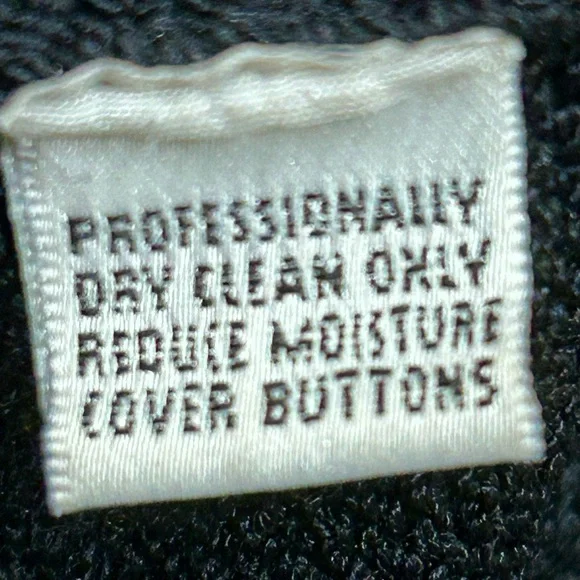 PROFESSIONALLY
DRY CLEAN ONLY
REDUCE MOISTURE
COVER BUTTONS